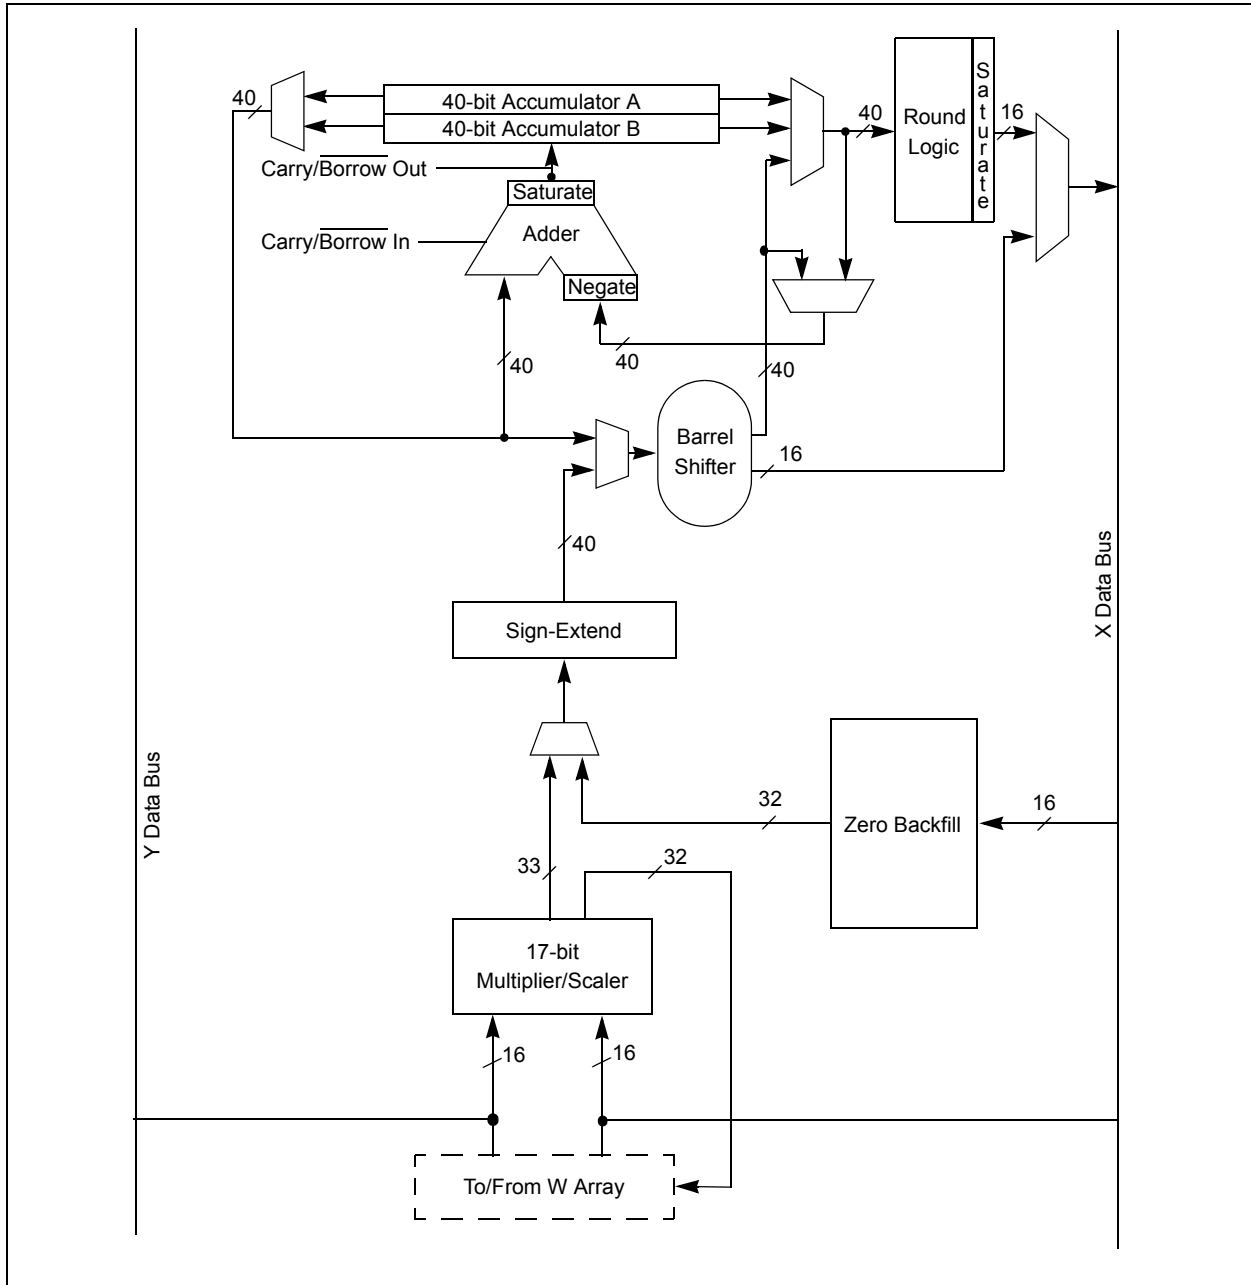 40
40-bit Accumulator A
40-bit Accumulator B
40
Round
Logic
Saturate
16
Carry/Borrow Out
Saturate
Carry/Borrow In
Adder
Negate
40
40
40
Barrel
Shifter
16
40
Sign-Extend
X Data Bus
Y Data Bus
32
Zero Backfill
16
33
32
17-bit
Multiplier/Scaler
16
16
To/From W Array